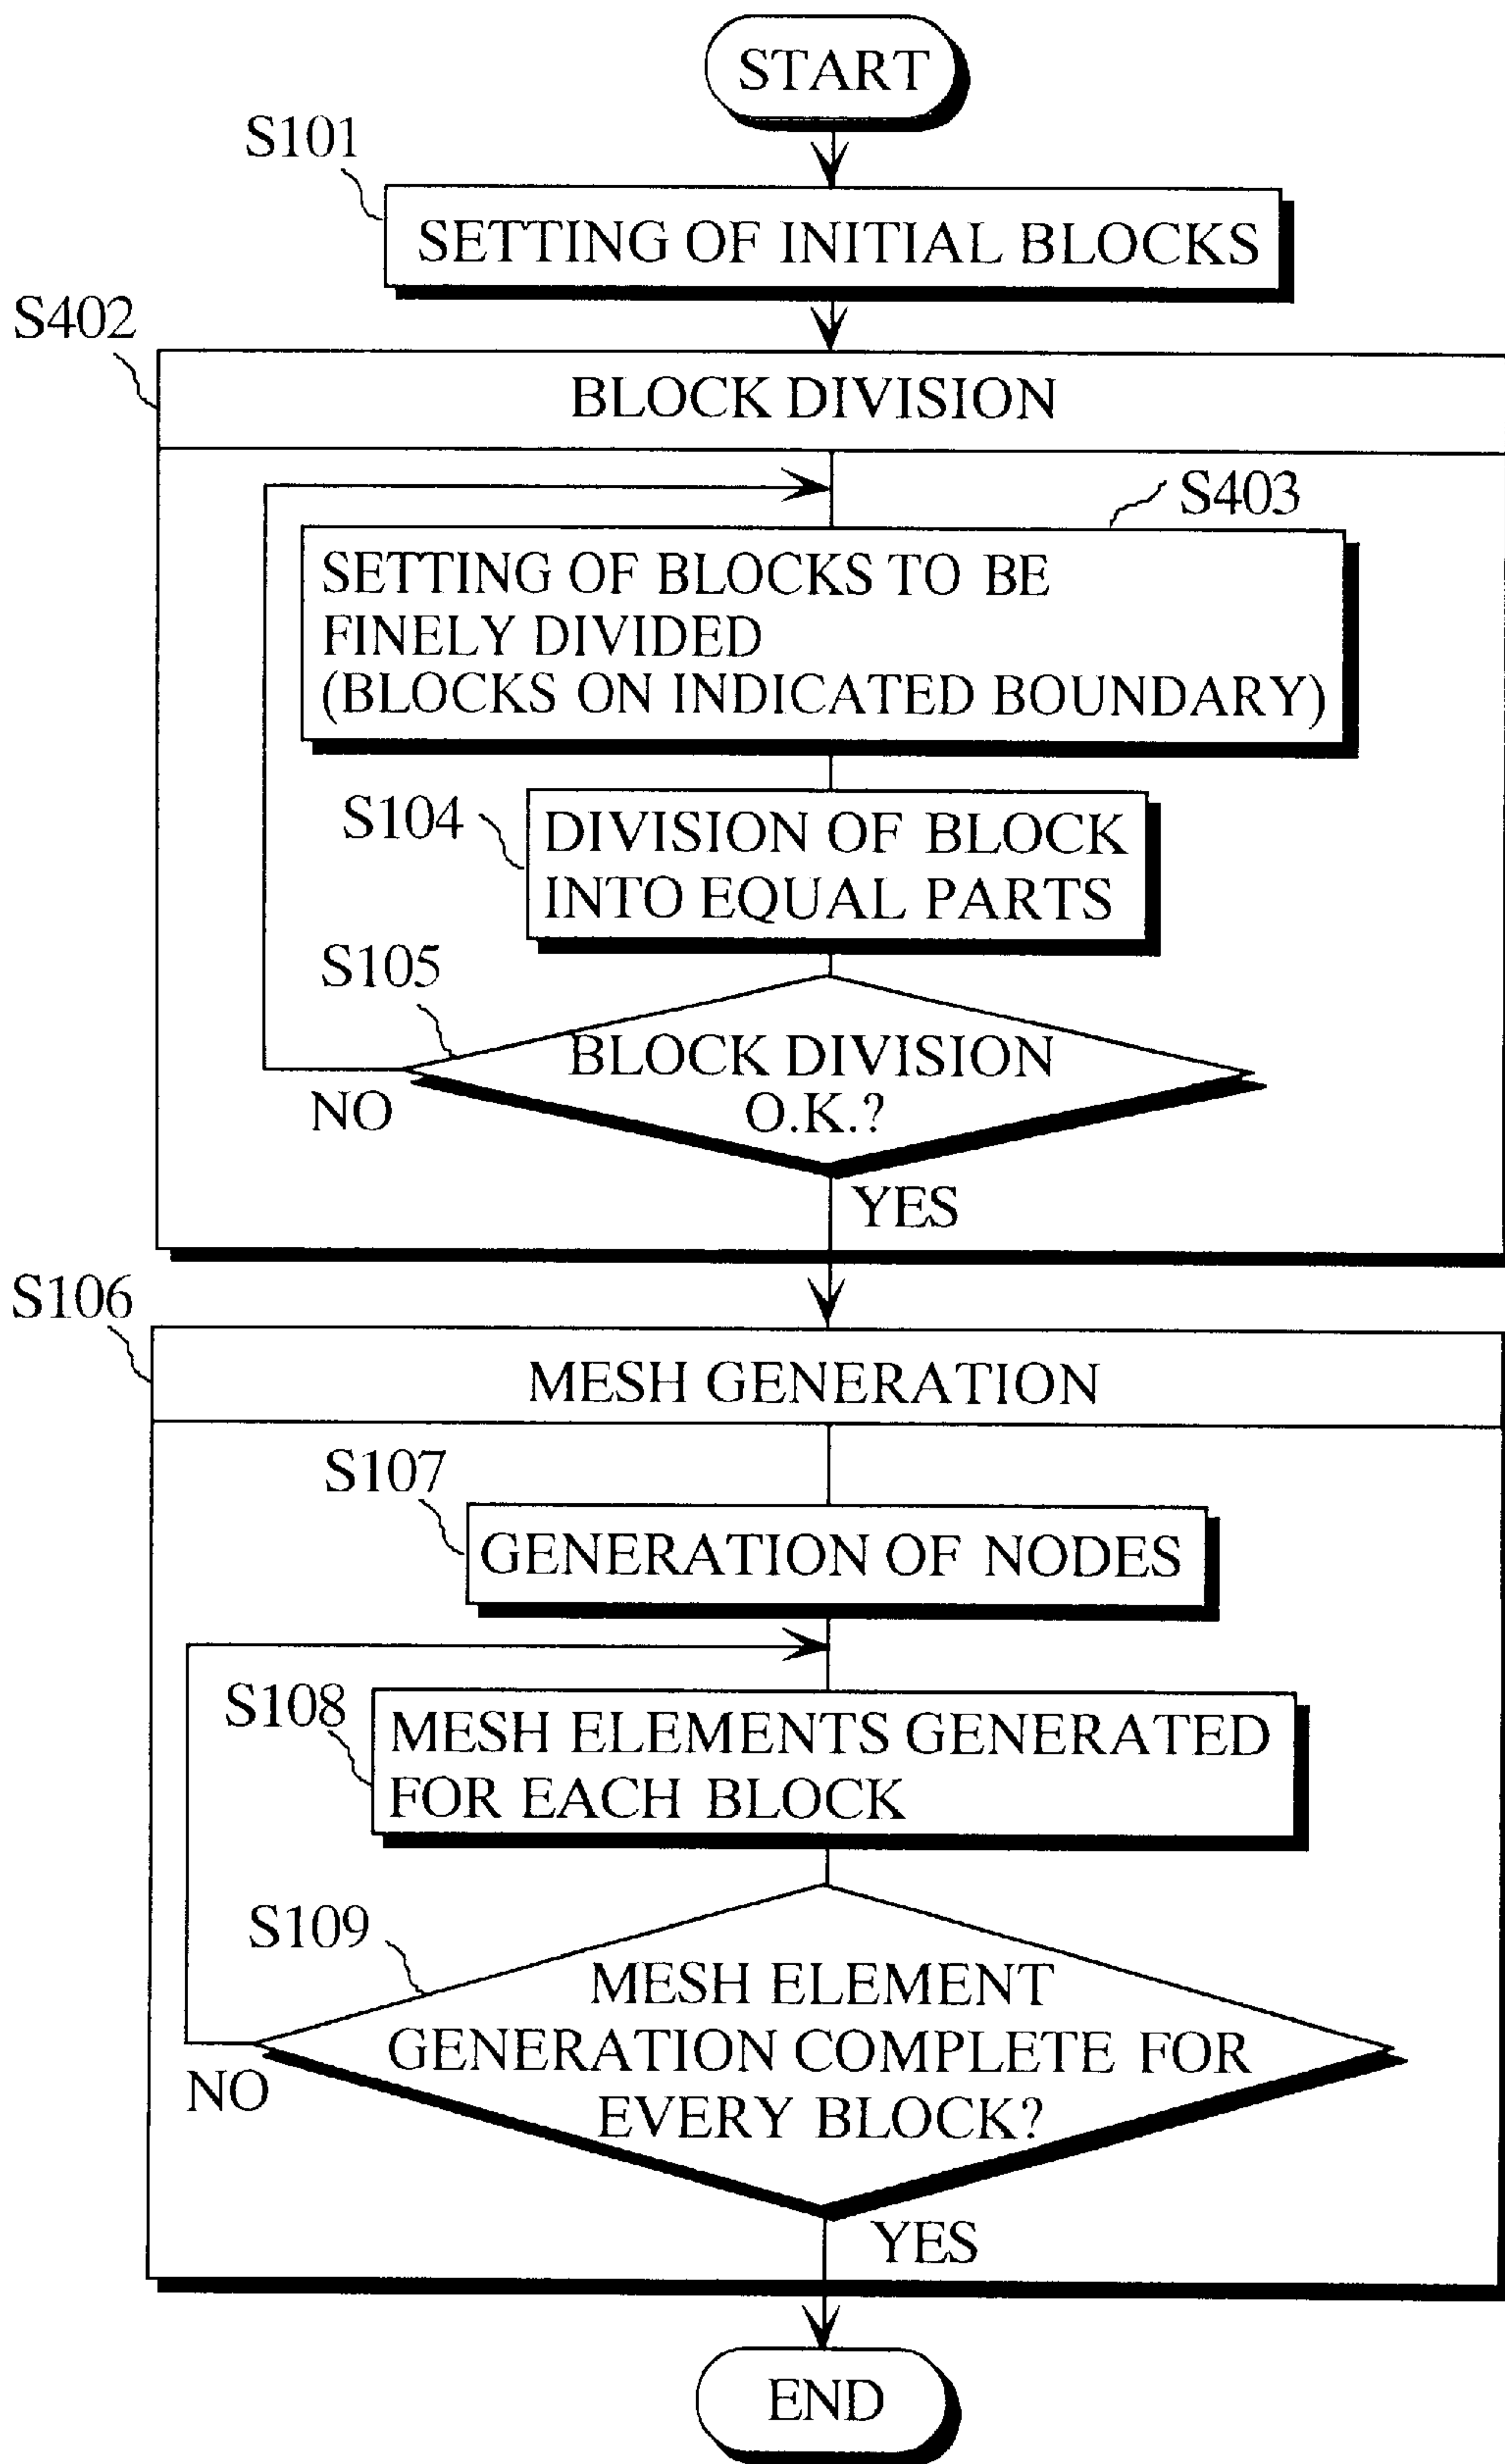 START
S101
SETTING OF INITIAL BLOCKS
S402
BLOCK DIVISION
S403
SETTING OF BLOCKS TO BE
FINELY DIVIDED
(BLOCKS ON INDICATED BOUNDARY)
S104
DIVISION OF BLOCK
INTO EQUAL PARTS
S105
BLOCK DIVISION
O.K.?
NO
YES
S106
MESH GENERATION
S107
GENERATION OF NODES
S108
MESH ELEMENTS GENERATED
FOR EACH BLOCK
S109
MESH ELEMENT
GENERATION COMPLETE FOR
EVERY BLOCK?
NO
YES
END